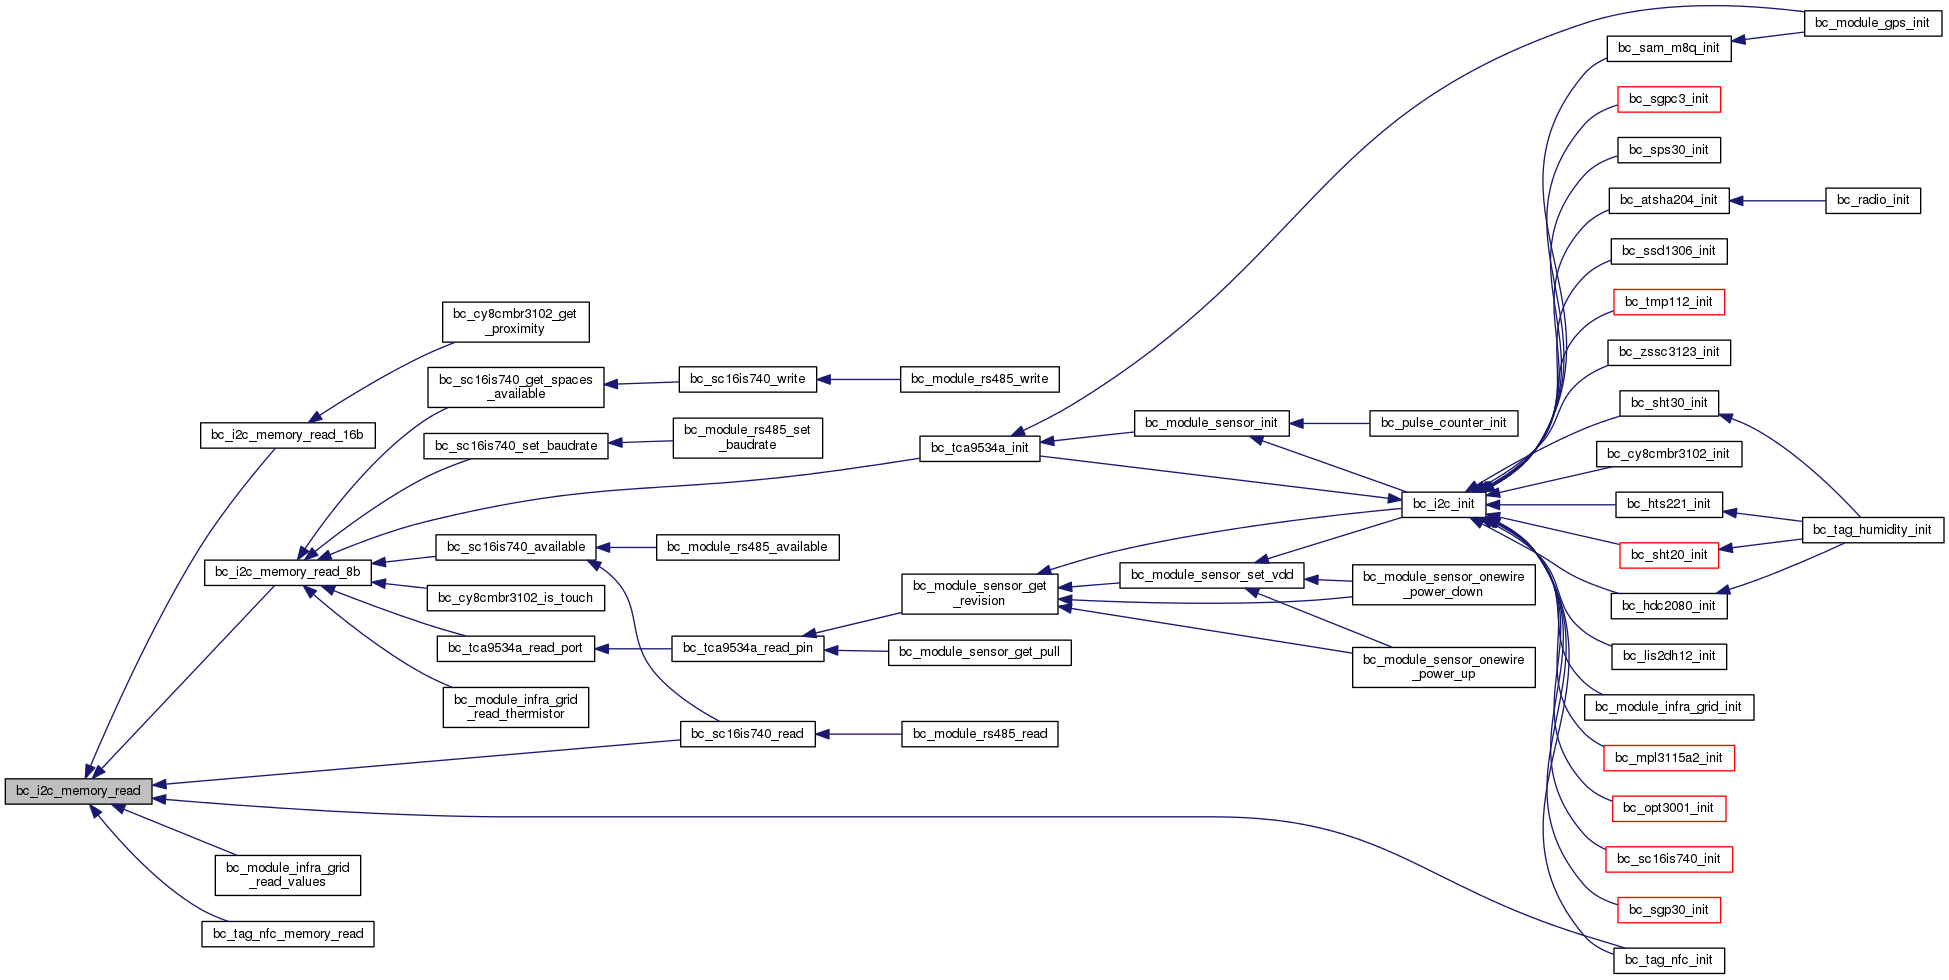 bc_module_gps_init
bc_sam_m8q_init
bc_sgpc3_init
bc_sps30_init
bc_atsha204_init
bc_radio_init
bc_ssd1306_init
bc_tmp112_init
bc_cy8cmbr3102_get
_proximity
bc_zssc3123_init
bc_sc16is740_get_spaces
_available
bc_sc16is740_write
bc_module_rs485_write
bc_sht30_init
bc_i2c_memory_read_16b
bc_sc16is740_set_baudrate
bc_module_rs485_set
_baudrate
bc_tca9534a_init
bc_module_sensor_init
bc_pulse_counter_init
bc_cy8cmbr3102_init
bc_i2c_init
bc_hts221_init
bc_tag_humidity_init
bc_sc16is740_available
bc_module_rs485_available
bc_sht20_init
bc_i2c_memory_read_8b
bc_cy8cmbr3102_is_touch
bc_module_sensor_get
_revision
bc_module_sensor_set_vdd
bc_module_sensor_onewire
_power_down
bc_hdc2080_init
bc_tca9534a_read_port
bc_tca9534a_read_pin
bc_module_sensor_get_pull
bc_module_sensor_onewire
_power_up
bc_lis2dh12_init
bc_module_infra_grid
_read_thermistor
bc_module_infra_grid_init
bc_sc16is740_read
bc_module_rs485_read
bc_mpl3115a2_init
bc_i2c_memory_read
bc_opt3001_init
bc_module_infra_grid
_read_values
bc_sc16is740_init
bc_sgp30_init
bc_tag_nfc_memory_read
bc_tag_nfc_init